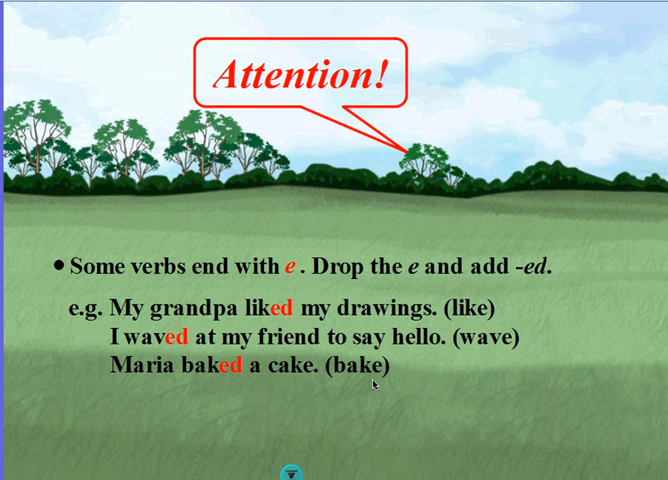 Attention!
• Some verbs end with e . Drop the e and add -ed.
e.g. My grandpa liked my drawings. (like)
I waved at my friend to say hello. (wave)
Maria baked a cake. (bake)